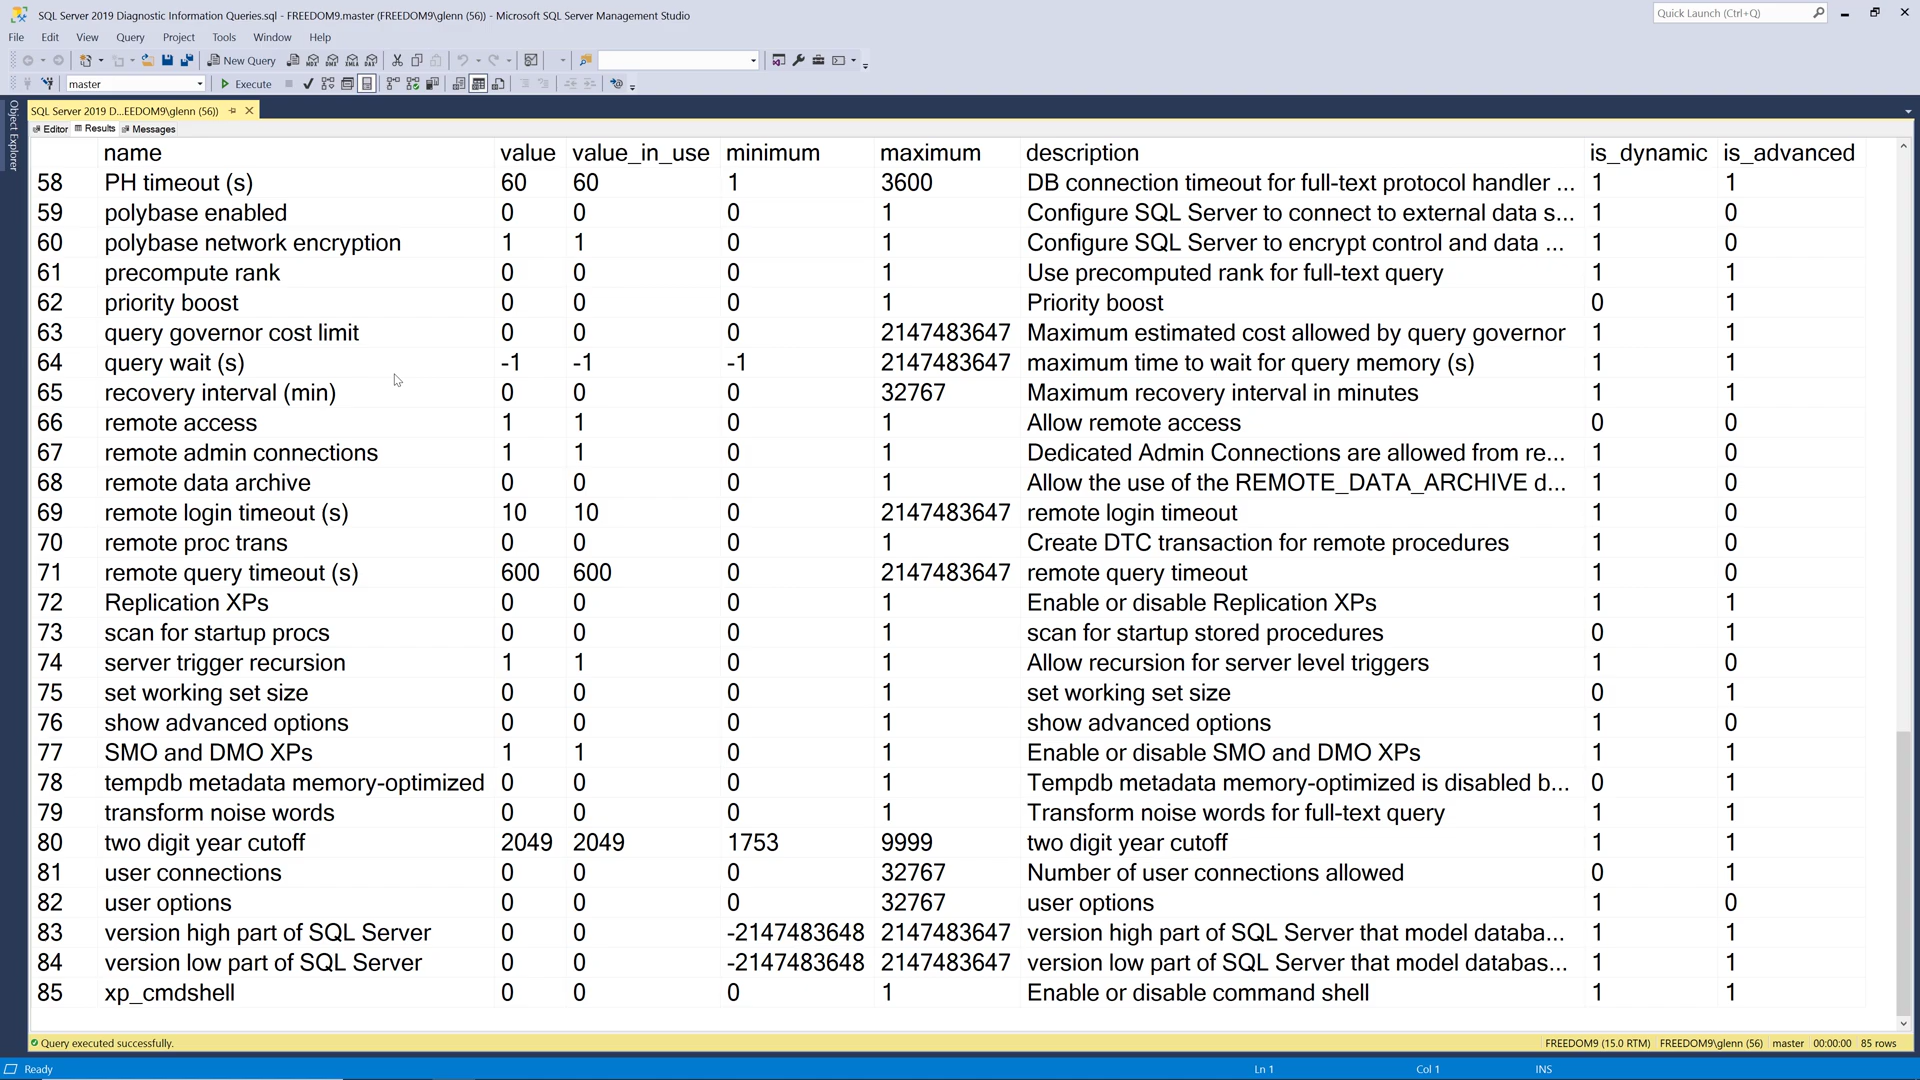 SQL Server 2019 Diagnostic Information Queries.sql - FREEDOM9.master (FREEDOM9\glenn (56)) - Microsoft SQL Server Management Studio
Quick Launch (Ctrl+Q)
File Edit View Query Project Tools Window Help
New Query
master Execute
Object Explorer
SQL Server 2019 D...EEDOM9\glenn (56))
Editor Results Messages
name value value_in_use minimum maximum description is_dynamic is_advanced
58 PH timeout (s) 60 60 1 3600 DB connection timeout for full-text protocol handler ... 1 1
59 polybase enabled 0 0 0 1 Configure SQL Server to connect to external data s... 1 0
60 polybase network encryption 1 1 0 1 Configure SQL Server to encrypt control and data ... 1 0
61 precompute rank 0 0 0 1 Use precomputed rank for full-text query 1 1
62 priority boost 0 0 0 1 Priority boost 0 1
63 query governor cost limit 0 0 0 2147483647 Maximum estimated cost allowed by query governor 1 1
64 query wait (s) -1 -1 -1 2147483647 maximum time to wait for query memory (s) 1 1
65 recovery interval (min) 0 0 0 32767 Maximum recovery interval in minutes 1 1
66 remote access 1 1 0 1 Allow remote access 0 0
67 remote admin connections 1 1 0 1 Dedicated Admin Connections are allowed from re... 1 0
68 remote data archive 0 0 0 1 Allow the use of the REMOTE_DATA_ARCHIVE d... 1 0
69 remote login timeout (s) 10 10 0 2147483647 remote login timeout 1 0
70 remote proc trans 0 0 0 1 Create DTC transaction for remote procedures 1 0
71 remote query timeout (s) 600 600 0 2147483647 remote query timeout 1 0
72 Replication XPs 0 0 0 1 Enable or disable Replication XPs 1 1
73 scan for startup procs 0 0 0 1 scan for startup stored procedures 0 1
74 server trigger recursion 1 1 0 1 Allow recursion for server level triggers 1 0
75 set working set size 0 0 0 1 set working set size 0 1
76 show advanced options 0 0 0 1 show advanced options 1 0
77 SMO and DMO XPs 1 1 0 1 Enable or disable SMO and DMO XPs 1 1
78 tempdb metadata memory-optimized 0 0 0 1 Tempdb metadata memory-optimized is disabled b... 0 1
79 transform noise words 0 0 0 1 Transform noise words for full-text query 1 1
80 two digit year cutoff 2049 2049 1753 9999 two digit year cutoff 1 1
81 user connections 0 0 0 32767 Number of user connections allowed 0 1
82 user options 0 0 0 32767 user options 1 0
83 version high part of SQL Server 0 0 -2147483648 2147483647 version high part of SQL Server that model databa... 1 1
84 version low part of SQL Server 0 0 -2147483648 2147483647 version low part of SQL Server that model databas... 1 1
85 xp_cmdshell 0 0 0 1 Enable or disable command shell 1 1
Query executed successfully. FREEDOM9 (15.0 RTM) FREEDOM9\glenn (56) master 00:00:00 85 rows
Ready Ln 1 Col 1 INS